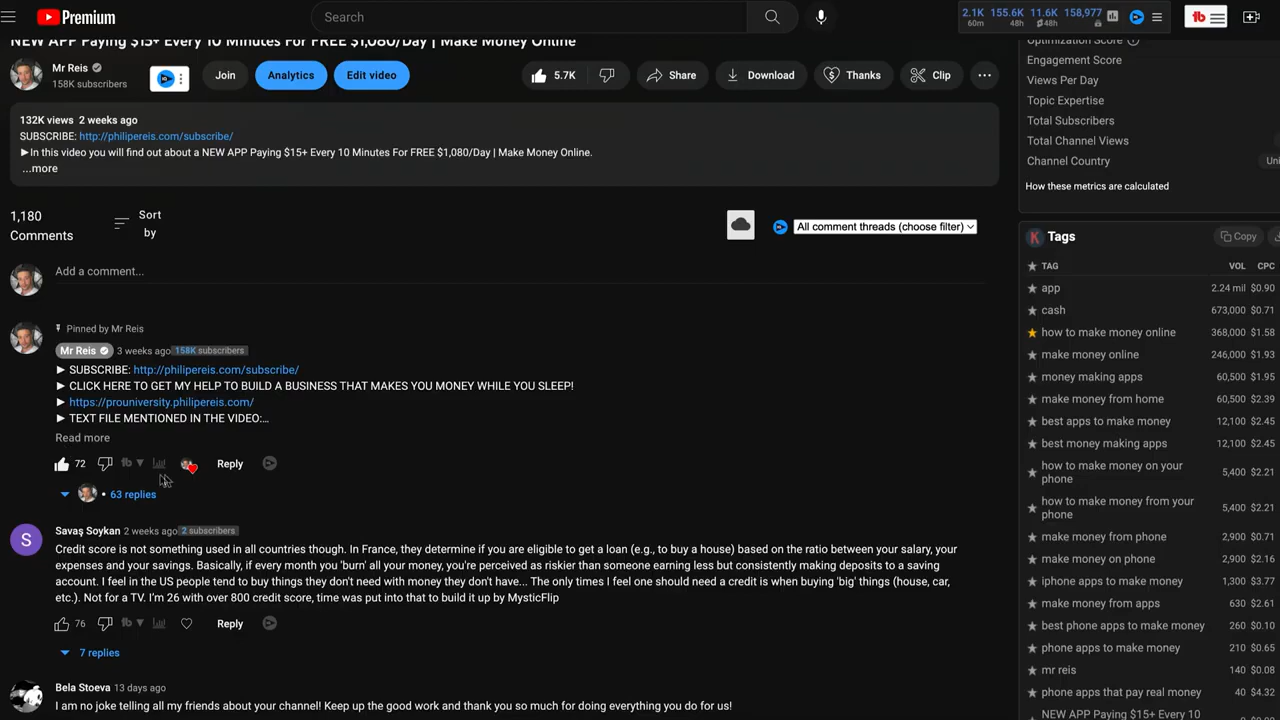 Premium
Search
2.1K 155.6K 11.6K 158,977
60m 48h 48h
NEW APP Paying $15+ Every 10 Minutes For FREE $1,080/Day | Make Money Online
Mr Reis
158K subscribers
Join
Analytics
Edit video
5.7K
Share
Download
Thanks
Clip
132K views 2 weeks ago
SUBSCRIBE: http://philipereis.com/subscribe/
►In this video you will find out about a NEW APP Paying $15+ Every 10 Minutes For FREE $1,080/Day | Make Money Online.
...more
1,180
Comments
Sort
by
All comment threads (choose filter)
Add a comment...
Pinned by Mr Reis
Mr Reis 3 weeks ago 158K subscribers
► SUBSCRIBE: http://philipereis.com/subscribe/
► CLICK HERE TO GET MY HELP TO BUILD A BUSINESS THAT MAKES YOU MONEY WHILE YOU SLEEP!
► https://prouniversity.philipereis.com/
► TEXT FILE MENTIONED IN THE VIDEO:…
Read more
72 tb Reply
63 replies
S
Savaş Soykan 2 weeks ago 2 subscribers
Credit score is not something used in all countries though. In France, they determine if you are eligible to get a loan (e.g., to buy a house) based on the ratio between your salary, your
expenses and your savings. Basically, if every month you 'burn' all your money, you're perceived as riskier than someone earning less but consistently making deposits to a saving
account. I feel in the US people tend to buy things they don't need with money they don't have... The only times I feel one should need a credit is when buying 'big' things (house, car,
etc.). Not for a TV. I'm 26 with over 800 credit score, time was put into that to build it up by MysticFlip
76 tb Reply
7 replies
Bela Stoeva 13 days ago
I am no joke telling all my friends about your channel! Keep up the good work and thank you so much for doing everything you do for us!
tb
Optimization Score
Engagement Score
Views Per Day
Topic Expertise
Total Subscribers
Total Channel Views
Channel Country
How these metrics are calculated
K Tags Copy
TAG VOL CPC
app 2.24 mil $0.90
cash 673,000 $0.71
how to make money online 368,000 $1.58
make money online 246,000 $1.93
money making apps 60,500 $1.95
make money from home 60,500 $2.39
best apps to make money 12,100 $2.45
best money making apps 12,100 $2.45
how to make money on your
phone 5,400 $2.21
how to make money from your
phone 5,400 $2.21
make money from phone 2,900 $0.71
make money on phone 2,900 $2.16
iphone apps to make money 1,300 $3.77
make money from apps 630 $2.61
best phone apps to make money 260 $0.10
phone apps to make money 210 $0.65
mr reis 140 $0.08
phone apps that pay real money 40 $4.32
NEW APP Paying $15+ Every 10